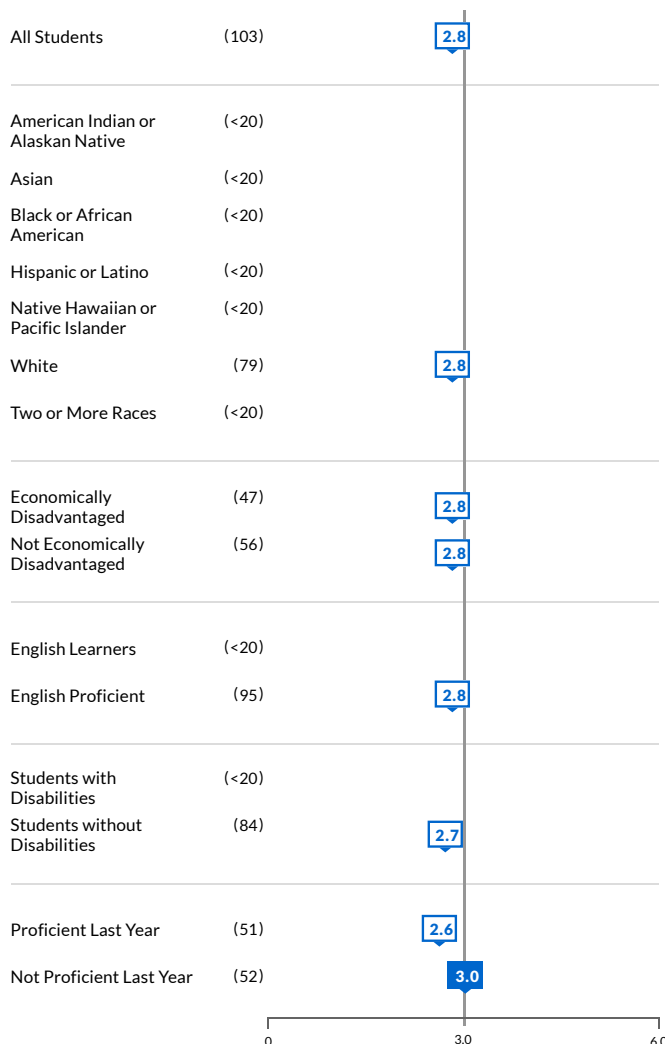 All Students (103) 2.8
American Indian or (<20)
Alaskan Native
Asian (<20)
Black or African (<20)
American
Hispanic or Latino (<20)
Native Hawaiian or (<20)
Pacific Islander
White (79) 2.8
Two or More Races (<20)
Economically (47) 2.8
Disadvantaged
Not Economically (56) 2.8
Disadvantaged
English Learners (<20)
English Proficient (95) 2.8
Students with (<20)
Disabilities
Students without (84) 2.7
Disabilities
Proficient Last Year (51) 2.6
Not Proficient Last Year (52) 3.0
0 3.0 6.0